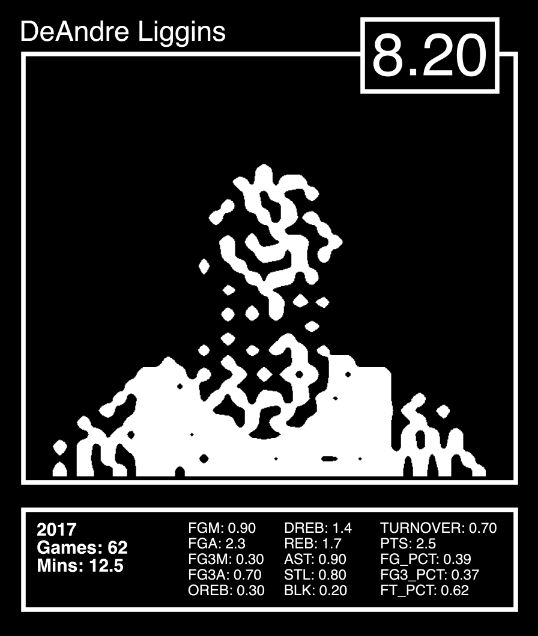 DeAndre Liggins
8.20
2017
Games: 62
Mins: 12.5
FGM: 0.90
FGA: 2.3
FG3M: 0.30
FG3A: 0.70
OREB: 0.30
DREB: 1.4
REB: 1.7
AST: 0.90
STL: 0.80
BLK: 0.20
TURNOVER: 0.70
PTS: 2.5
FG_PCT: 0.39
FG3_PCT: 0.37
FT_PCT: 0.62